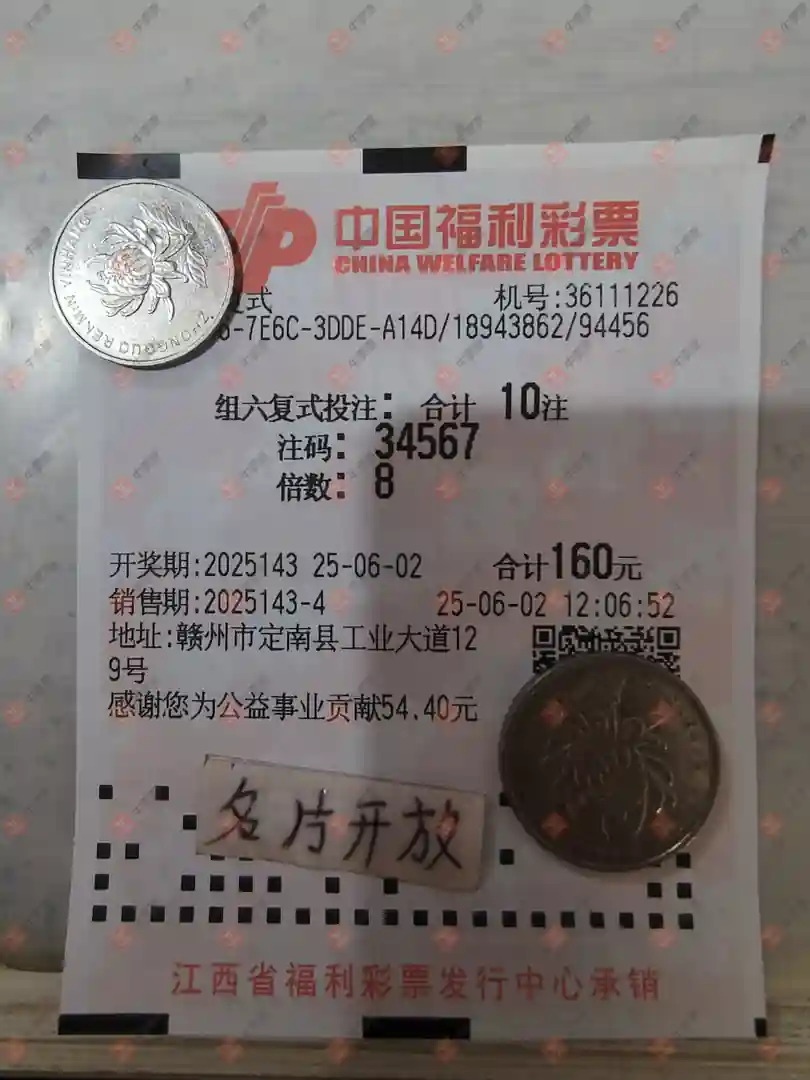 中国福利彩票
CHINA WELFARE LOTTERY
ZHONGGUO RENMIN YINHANG
式
机号:36111226
-7E6C-3DDE-A14D/18943862/94456
组六复式投注: 合计 10注
注码: 34567
倍数: 8
开奖期:2025143 25-06-02 合计160元
销售期:2025143-4 25-06-02 12:06:52
地址:赣州市定南县工业大道12
9号
感谢您为公益事业贡献54.40元
名片开放
江西省福利彩票发行中心承销